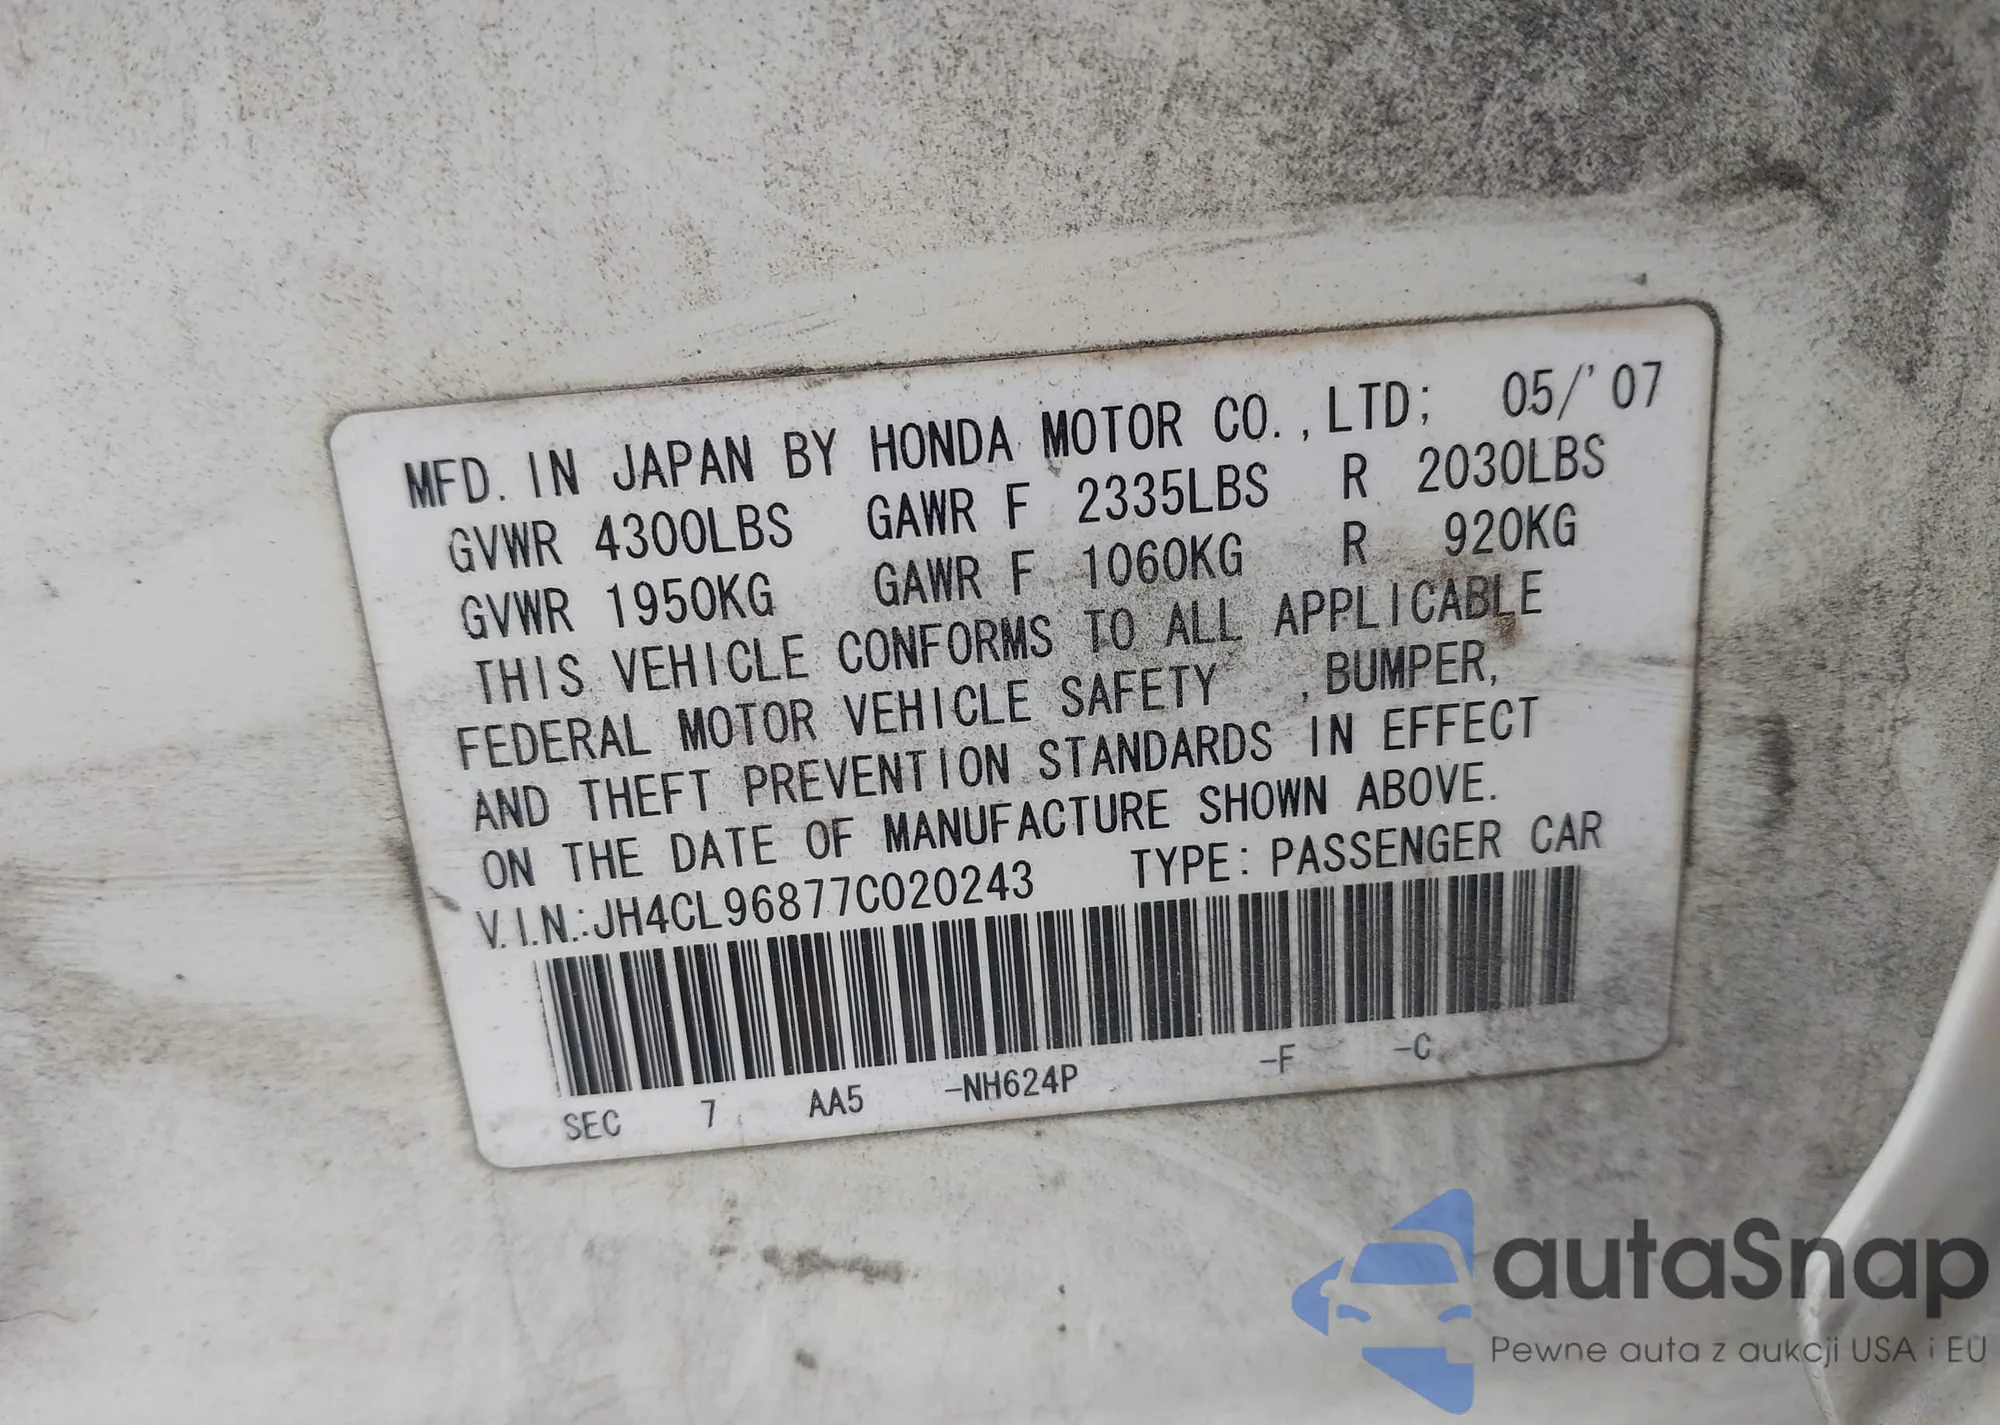 MFD. IN JAPAN BY HONDA MOTOR CO.,LTD; 05/'07
GVWR 4300LBS GAWR F 2335LBS R 2030LBS
GVWR 1950KG GAWR F 1060KG R 920KG
THIS VEHICLE CONFORMS TO ALL APPLICABLE
FEDERAL MOTOR VEHICLE SAFETY ,BUMPER,
AND THEFT PREVENTION STANDARDS IN EFFECT
ON THE DATE OF MANUFACTURE SHOWN ABOVE.
V.I.N.:JH4CL96877C020243 TYPE:PASSENGER CAR
SEC 7 AA5 -NH624P -F -C
autaSnap
Pewne auta z aukcji USA i EU